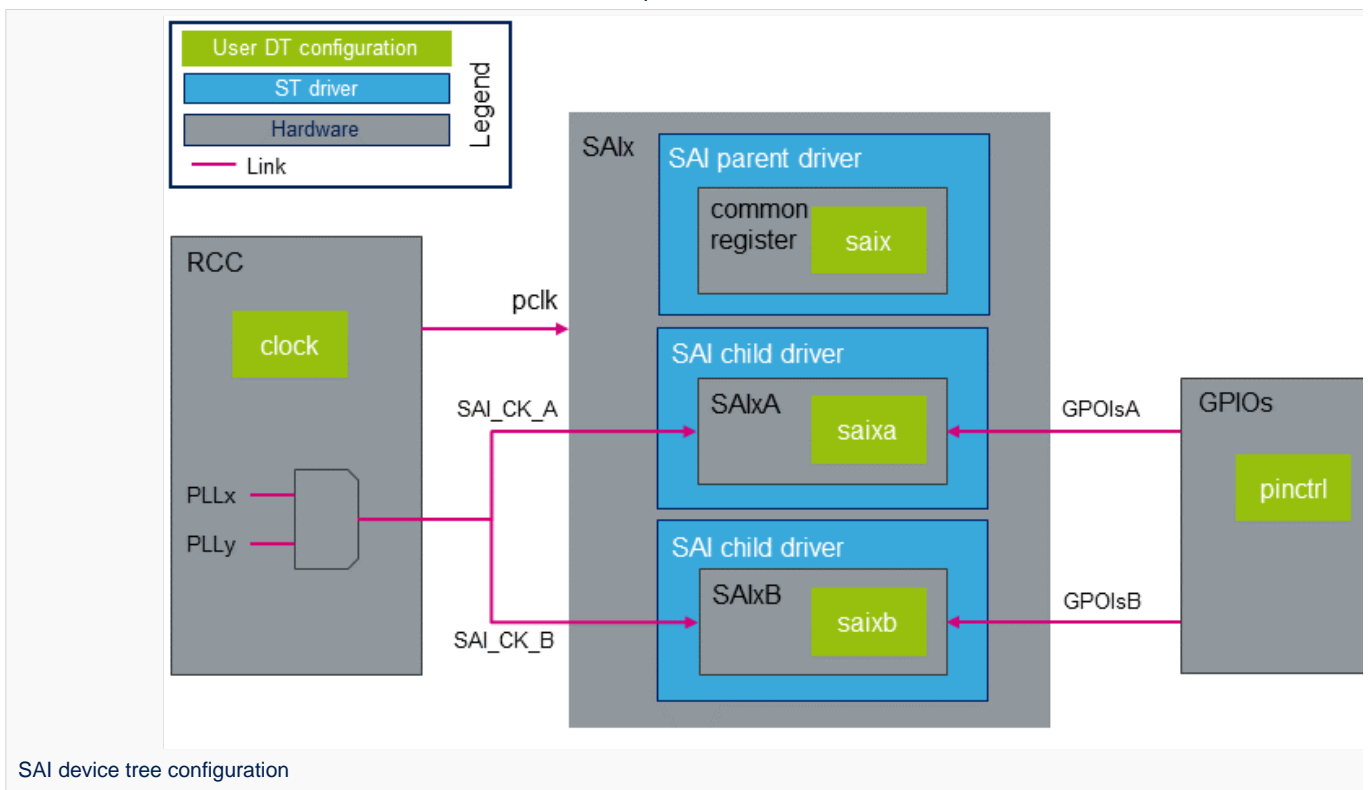 User DT configuration
ST driver
Hardware
Link
Legend
SAIx
SAI parent driver
common
register
saix
RCC
clock
pclk
SAI child driver
SAIxA
saixa
SAI_CK_A
GPOIsA
GPIOs
pinctrl
PLLx
PLLy
SAI child driver
SAIxB
saixb
SAI_CK_B
GPOIsB
SAI device tree configuration